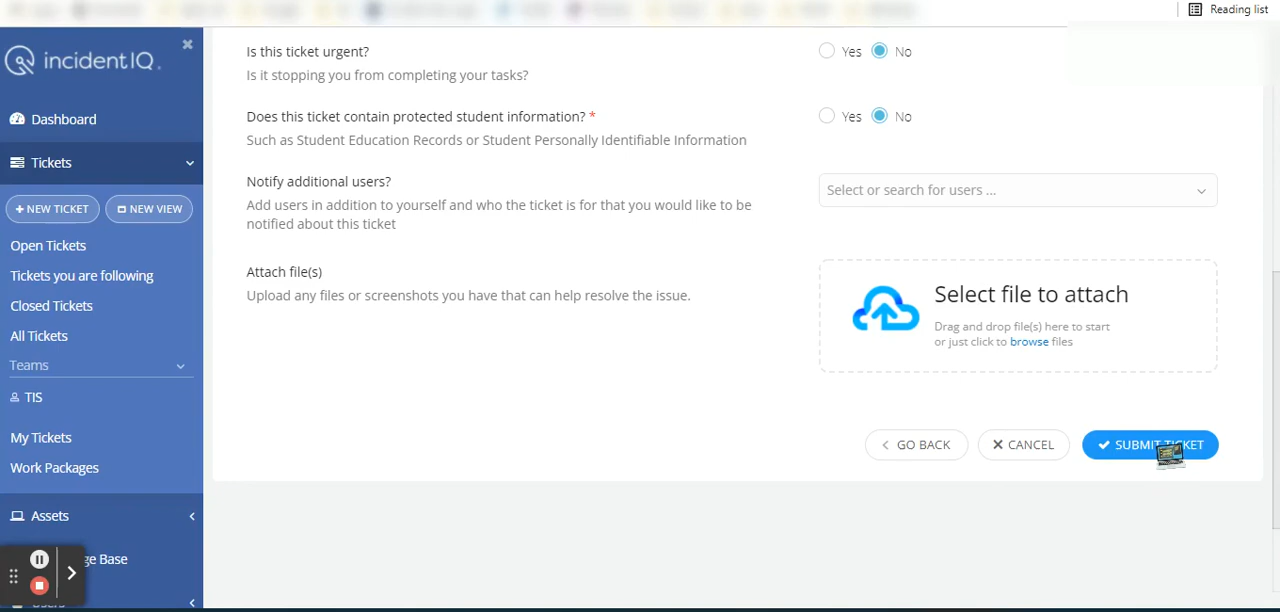 Reading list
incidentIQ.
Dashboard
Tickets
+ NEW TICKET
NEW VIEW
Open Tickets
Tickets you are following
Closed Tickets
All Tickets
Teams
TIS
My Tickets
Work Packages
Assets
ge Base
Is this ticket urgent?
Yes No
Is it stopping you from completing your tasks?
Does this ticket contain protected student information? *
Yes No
Such as Student Education Records or Student Personally Identifiable Information
Notify additional users?
Select or search for users ...
Add users in addition to yourself and who the ticket is for that you would like to be
notified about this ticket
Attach file(s)
Upload any files or screenshots you have that can help resolve the issue.
Select file to attach
Drag and drop file(s) here to start
or just click to browse files
GO BACK
CANCEL
SUBMIT TICKET